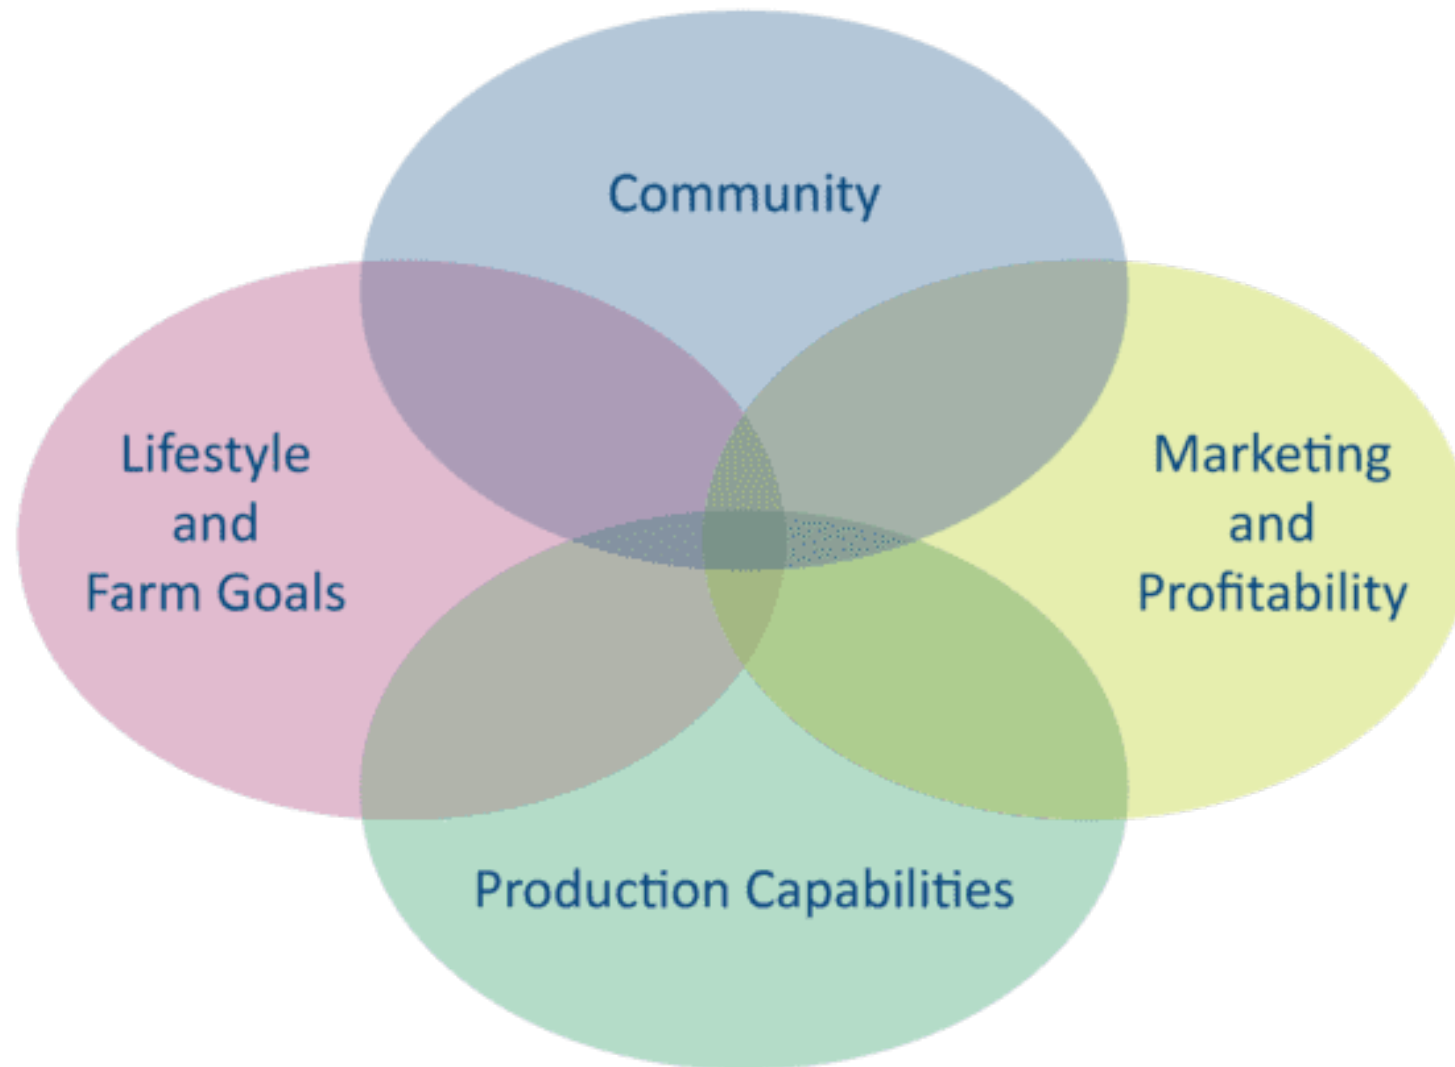 Community
Lifestyle
and
Farm Goals
Marketing
and
Profitability
Production Capabilities